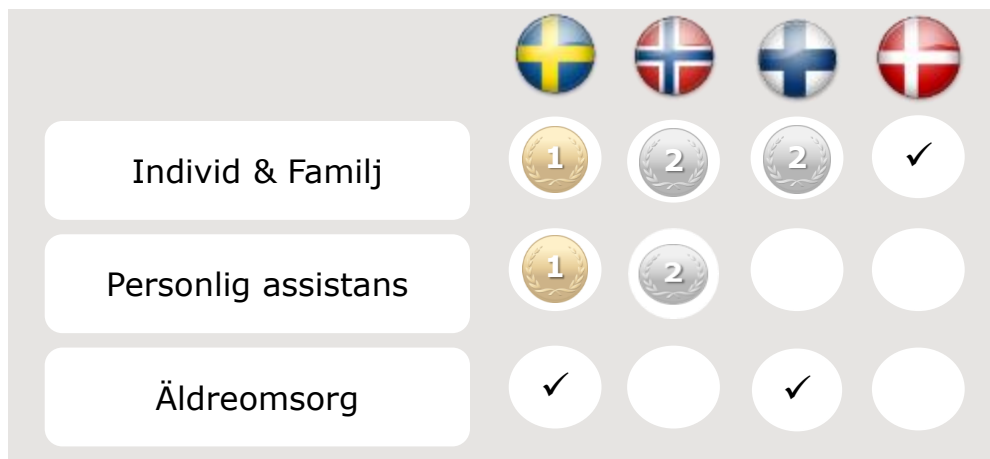 Individ & Familj
1
2
2
✓
Personlig assistans
1
2
Äldreomsorg
✓
✓